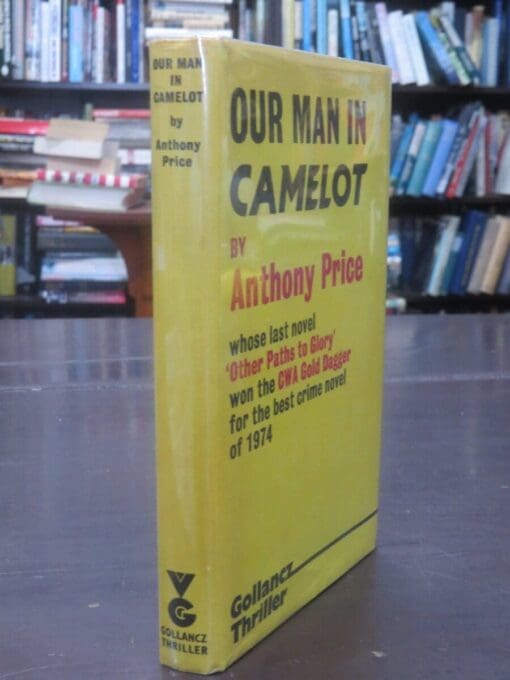 OUR MAN
IN
CAMELOT
by
Anthony
Price
VG
GOLLANCZ
THRILLER
OUR MAN IN
CAMELOT
BY
Anthony Price
whose last novel
'Other Paths to Glory'
won the CWA Gold Dagger
for the best crime novel
of 1974
Gollancz
Thriller